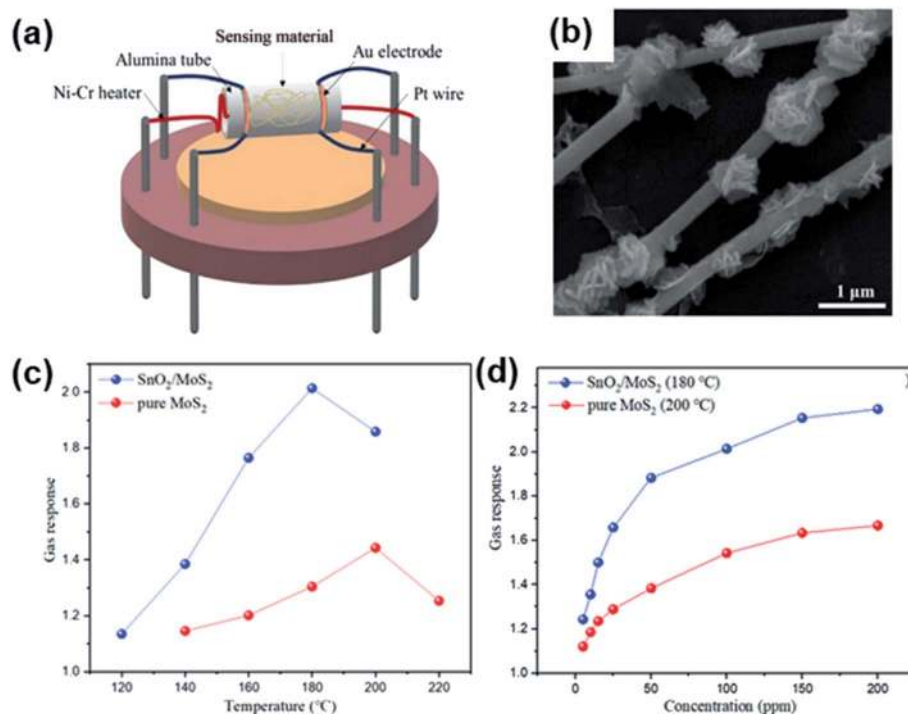 (a)
Sensing material
Alumina tube
Au electrode
Ni-Cr heater
Pt wire
(b)
1 μm
(c)
SnO₂/MoS₂
pure MoS₂
Gas response
2.0
1.8
1.6
1.4
1.2
1.0
120 140 160 180 200 220
Temperature (°C)
(d)
SnO₂/MoS₂ (180 °C)
pure MoS₂ (200 °C)
Gas response
2.2
2.0
1.8
1.6
1.4
1.2
1.0
0 50 100 150 200
Concentration (ppm)